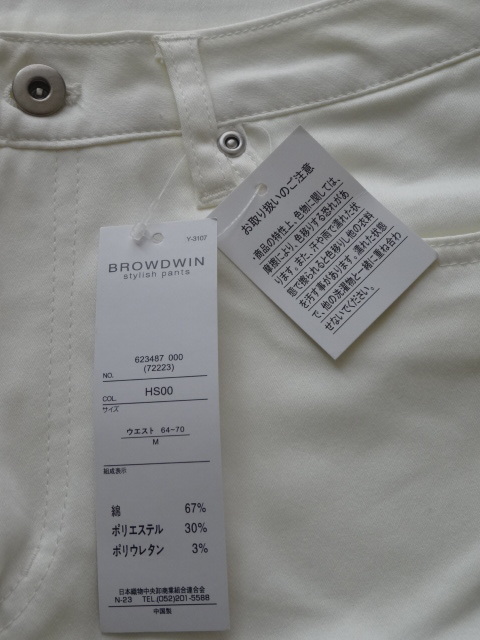 Y-3107
BROWDWIN
stylish pants
623487 000
(72223)
NO.
COL. HS00
サイズ
ウエスト 64-70
M
組成表示
綿 67%
ポリエステル 30%
ポリウレタン 3%
日本織物中央卸商業組合連合会
N-23 TEL(052)201-5588
中国製
お取り扱いのご注意
・商品の特性上、色物に関しては、
摩擦により、色移りする恐れがあ
ります。また、汗や雨で濡れた状
態で擦られると色移りし他の衣料
を汚す事があります。濡れた状態
で、他の洗濯物と一緒に重ね合わ
せないでください。